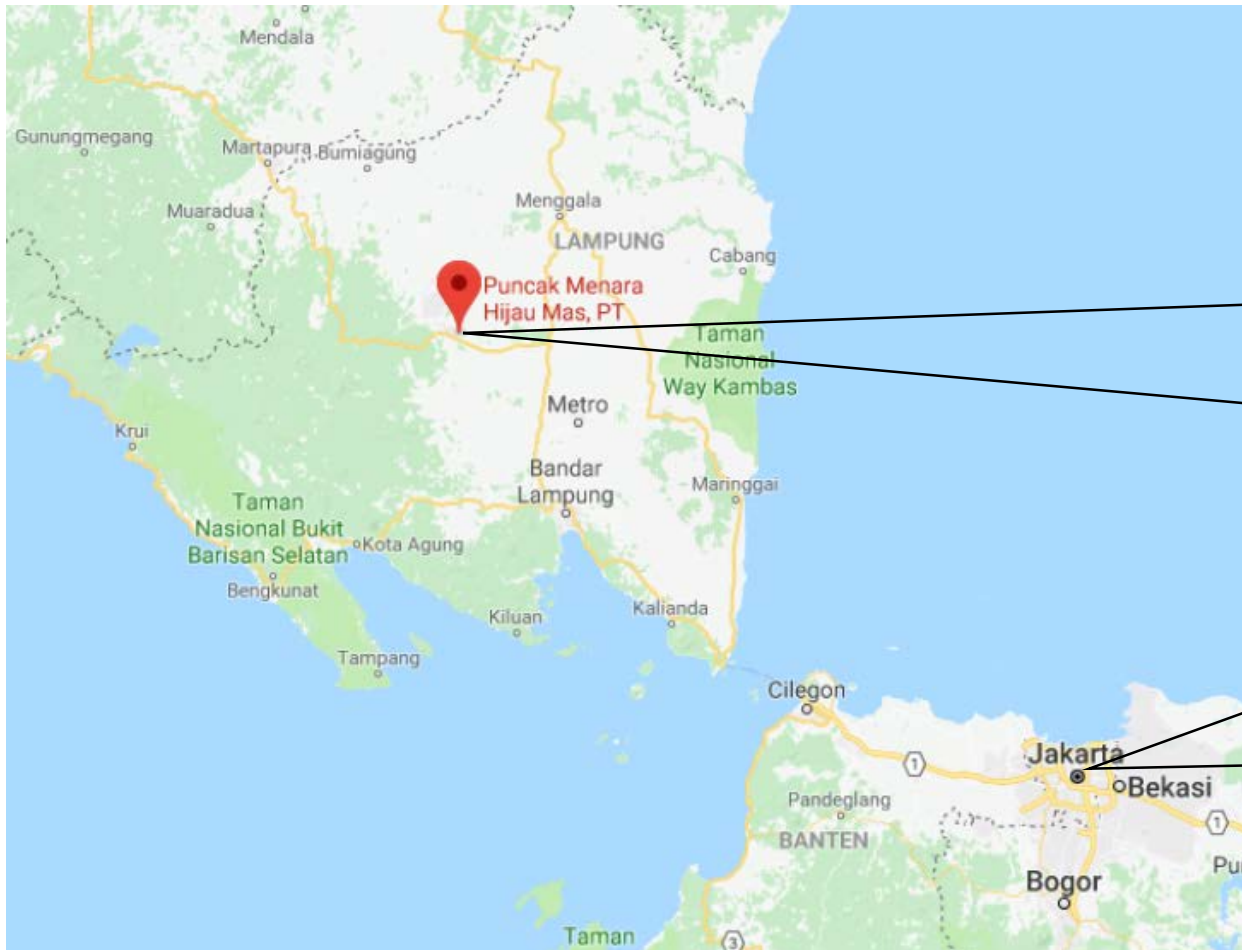 Mendala
Gunungmegang
Martapura
Bumiagung
Muaradua
Menggala
LAMPUNG
Cabang
Puncak Menara
Hijau Mas, PT
Taman
Nasional
Way Kambas
Krui
Metro
Bandar
Lampung
Maringgai
Taman
Nasional Bukit
Barisan Selatan
Kota Agung
Bengkunat
Kiluan
Kalianda
Tampang
Cilegon
1
Jakarta
Bekasi
Pandeglang
BANTEN
1
Bogor
Pu
Taman
3